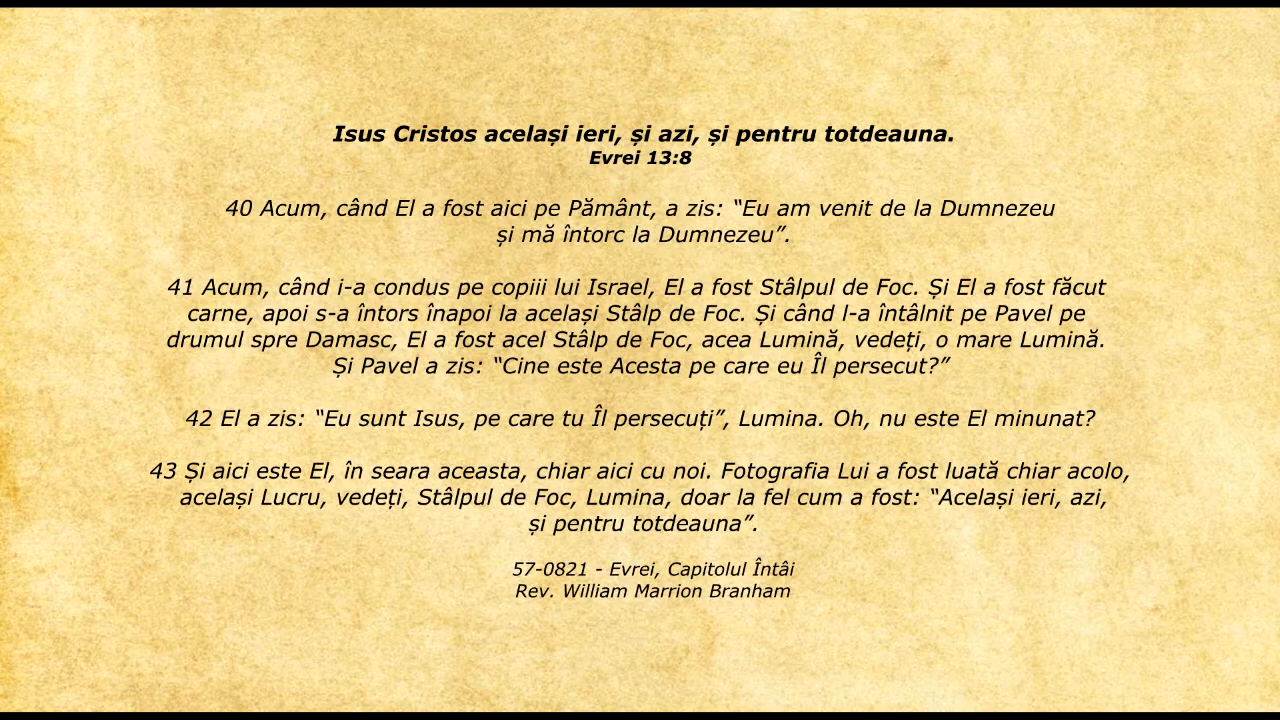 Isus Cristos același ieri, și azi, și pentru totdeauna.
Evrei 13:8
40 Acum, când El a fost aici pe Pământ, a zis: “Eu am venit de la Dumnezeu
și mă întorc la Dumnezeu”.
41 Acum, când i-a condus pe copiii lui Israel, El a fost Stâlpul de Foc. Și El a fost făcut
carne, apoi s-a întors înapoi la același Stâlp de Foc. Și când l-a întâlnit pe Pavel pe
drumul spre Damasc, El a fost acel Stâlp de Foc, acea Lumină, vedeți, o mare Lumină.
Și Pavel a zis: “Cine este Acesta pe care eu Îl persecut?”
42 El a zis: “Eu sunt Isus, pe care tu Îl persecuți”, Lumina. Oh, nu este El minunat?
43 Și aici este El, în seara aceasta, chiar aici cu noi. Fotografia Lui a fost luată chiar acolo,
același Lucru, vedeți, Stâlpul de Foc, Lumina, doar la fel cum a fost: “Același ieri, azi,
și pentru totdeauna”.
57-0821 - Evrei, Capitolul Întâi
Rev. William Marrion Branham